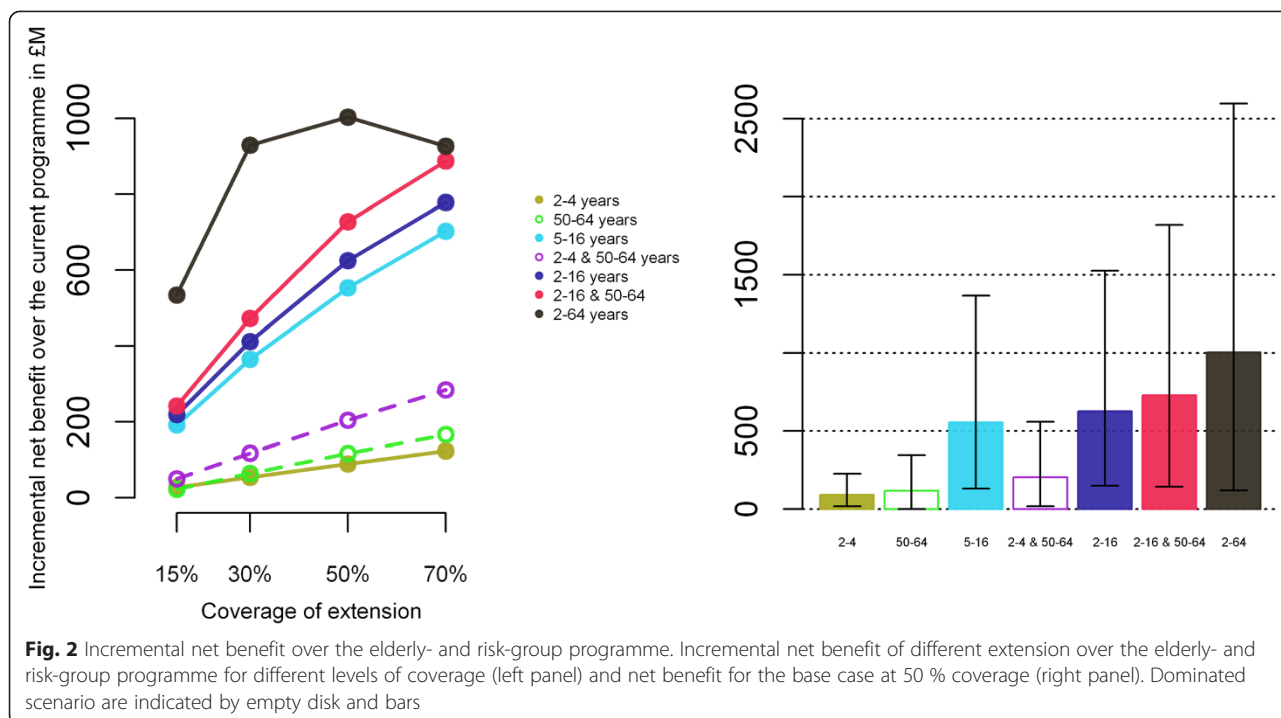 Incremental net benefit over the current programme in £M
1000
600
200
0
15% 30% 50% 70%
Coverage of extension
2-4 years
50-64 years
5-16 years
2-4 & 50-64 years
2-16 years
2-16 & 50-64
2-64 years
2500
1500
500
0
2-4 50-64 5-16 2-4 & 50-64 2-16 2-16 & 50-64 2-64
Fig. 2 Incremental net benefit over the elderly- and risk-group programme. Incremental net benefit of different extension over the elderly- and
risk-group programme for different levels of coverage (left panel) and net benefit for the base case at 50 % coverage (right panel). Dominated
scenario are indicated by empty disk and bars